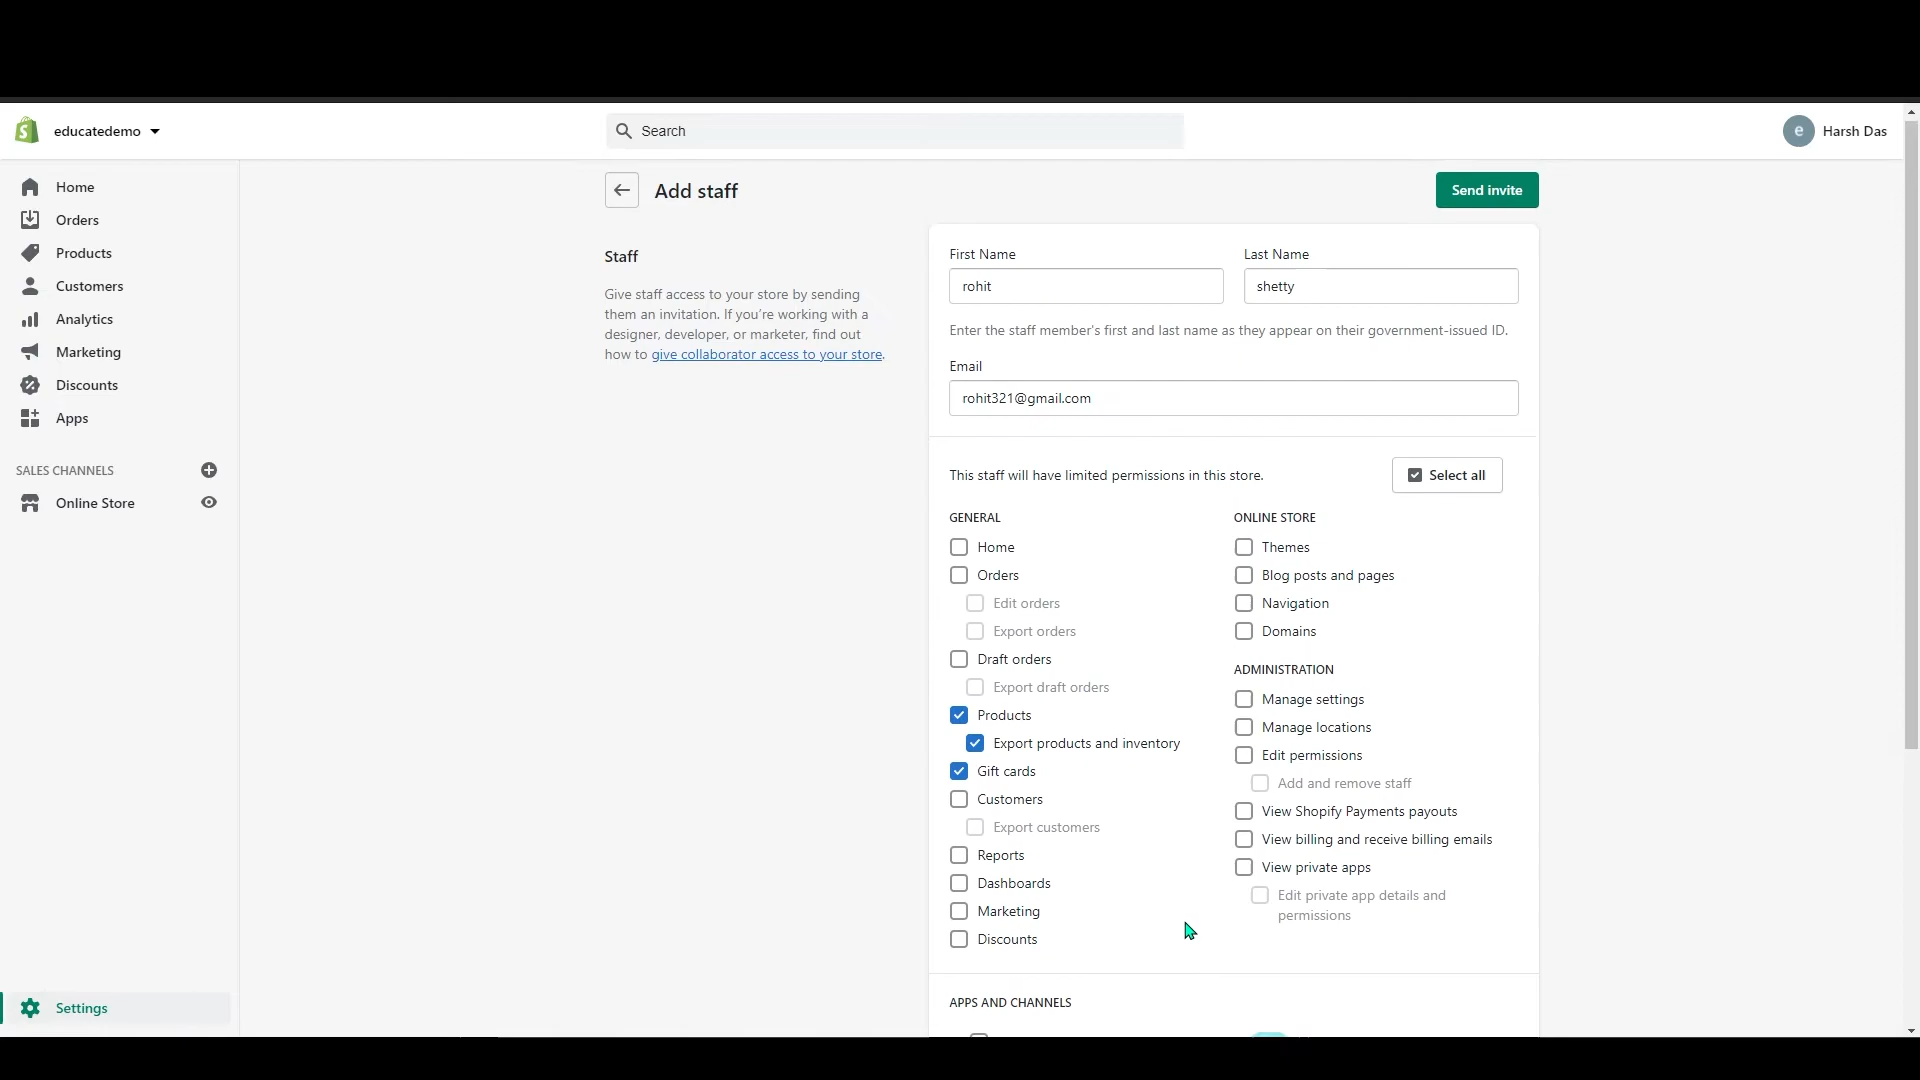 educatedemo
Search
e
Harsh Das
Home
Orders
Products
Customers
Analytics
Marketing
Discounts
Apps
SALES CHANNELS
Online Store
Settings
Add staff
Send invite
Staff
Give staff access to your store by sending
them an invitation. If you’re working with a
designer, developer, or marketer, find out
how to give collaborator access to your store.
First Name
Last Name
rohit
shetty
Enter the staff member's first and last name as they appear on their government-issued ID.
Email
rohit321@gmail.com
This staff will have limited permissions in this store.
Select all
GENERAL
Home
Orders
Edit orders
Export orders
Draft orders
Export draft orders
Products
Export products and inventory
Gift cards
Customers
Export customers
Reports
Dashboards
Marketing
Discounts
ONLINE STORE
Themes
Blog posts and pages
Navigation
Domains
ADMINISTRATION
Manage settings
Manage locations
Edit permissions
Add and remove staff
View Shopify Payments payouts
View billing and receive billing emails
View private apps
Edit private app details and
permissions
APPS AND CHANNELS